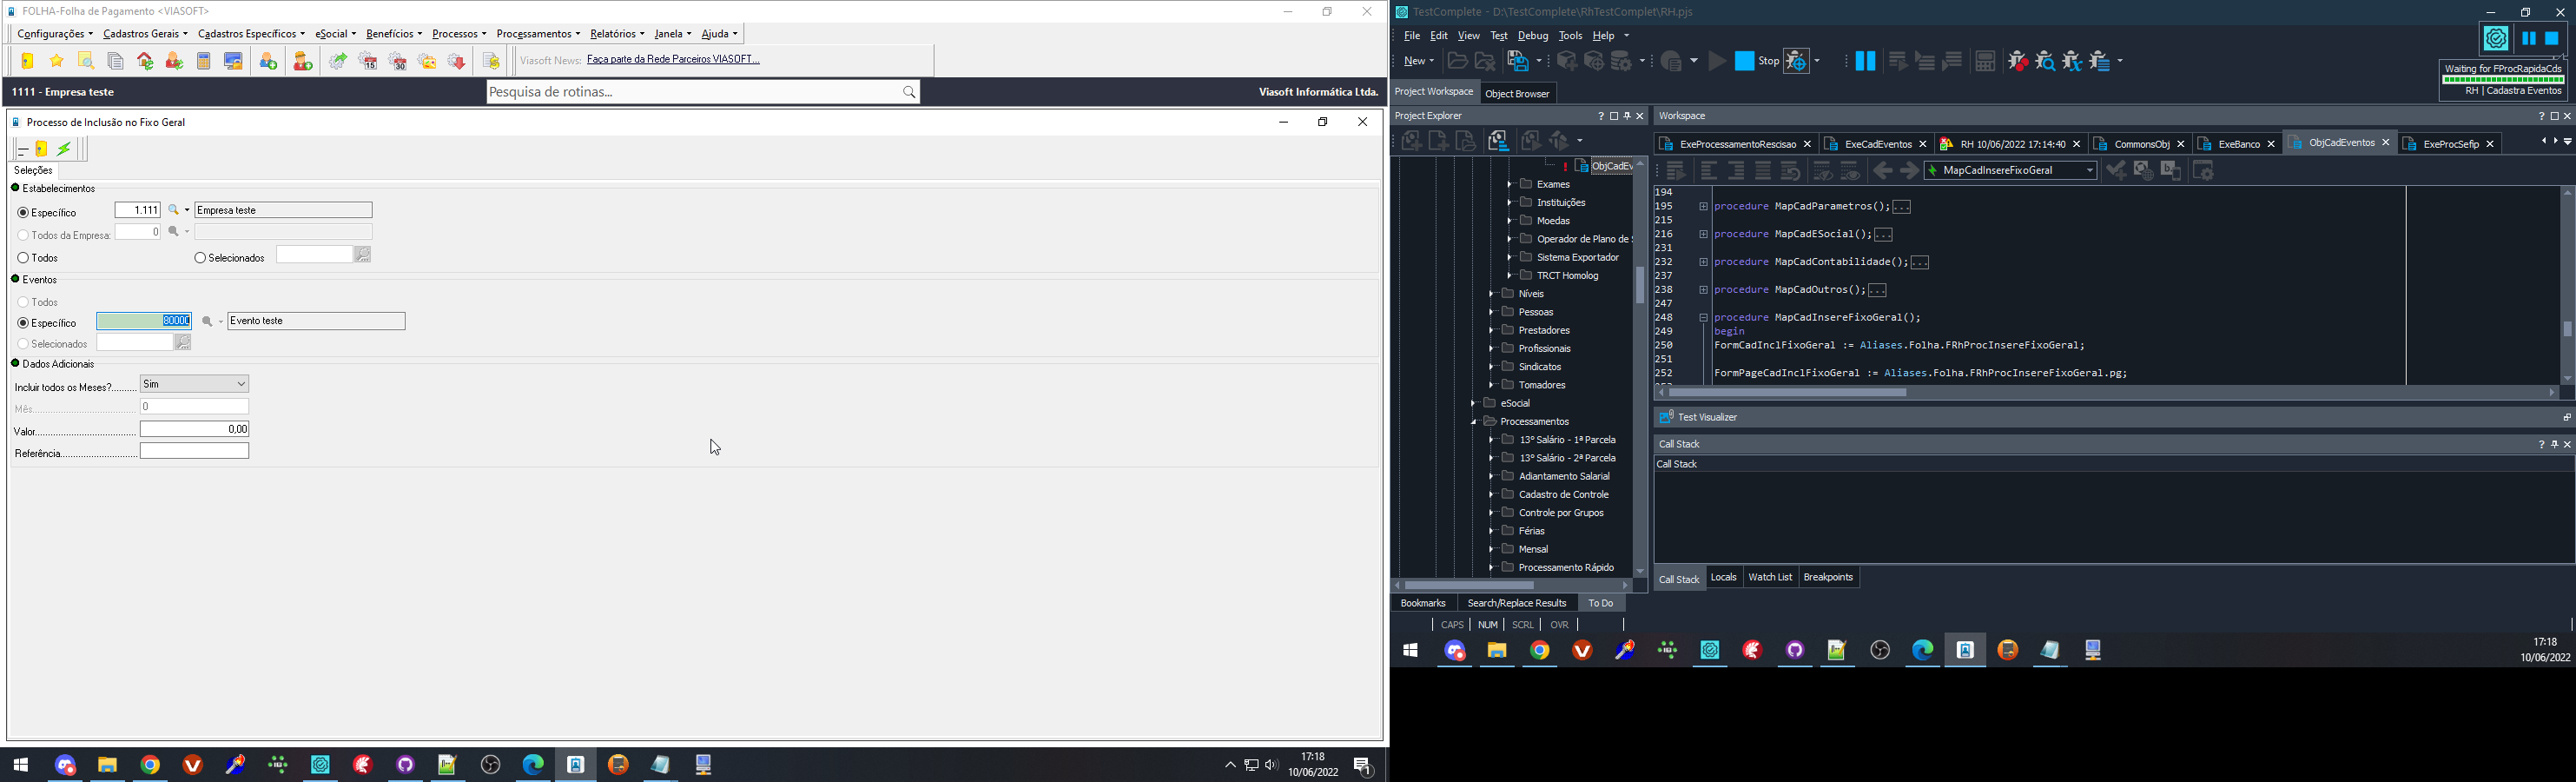 FOLHA-Folha de Pagamento <VIASOFT>
Configurações Cadastros Gerais Cadastros Específicos eSocial Benefícios Processos Processamentos Relatórios Janela Ajuda
15 30 Viasoft News: Faça parte da Rede Parceiros VIASOFT...
1111 - Empresa teste
Pesquisa de rotinas...
Viasoft Informática Ltda.
Processo de Inclusão no Fixo Geral
Seleções
Estabelecimentos
Específico 1.111 Empresa teste
Todos da Empresa: 0
Todos Selecionados
Eventos
Todos
Específico 80000 Evento teste
Selecionados
Dados Adicionais
Incluir todos os Meses?.......... Sim
Mês.................................. 0
Valor.................................... 0,00
Referência............................
17:18
10/06/2022
1
TestComplete - D:\TestComplete\RhTestComplet\RH.pjs
File Edit View Test Debug Tools Help
New Stop
Waiting for FProcRapidaCds
RH | Cadastra Eventos
Project Workspace Object Browser
Project Explorer
Workspace
ExeProcessamentoRescisao ExeCadEventos RH 10/06/2022 17:14:40 CommonsObj ExeBanco ObjCadEventos ExeProcSefip
MapCadInsereFixoGeral
ObjCadEv
Exames
Instituições
Moedas
Operador de Plano de S
Sistema Exportador
TRCT Homolog
Níveis
Pessoas
Prestadores
Profissionais
Sindicatos
Tomadores
eSocial
Processamentos
13º Salário - 1ª Parcela
13º Salário - 2ª Parcela
Adiantamento Salarial
Cadastro de Controle
Controle por Grupos
Férias
Mensal
Processamento Rápido
194
195 procedure MapCadParametros();...
215
216 procedure MapCadESocial();...
231
232 procedure MapCadContabilidade();...
237
238 procedure MapCadOutros();...
247
248 procedure MapCadInsereFixoGeral();
249 begin
250 FormCadInclFixoGeral := Aliases.Folha.FRhProcInsereFixoGeral;
251
252 FormPageCadInclFixoGeral := Aliases.Folha.FRhProcInsereFixoGeral.pg;
Test Visualizer
Call Stack
Call Stack
Call Stack Locals Watch List Breakpoints
Bookmarks Search/Replace Results To Do
CAPS NUM SCRL OVR
17:18
10/06/2022